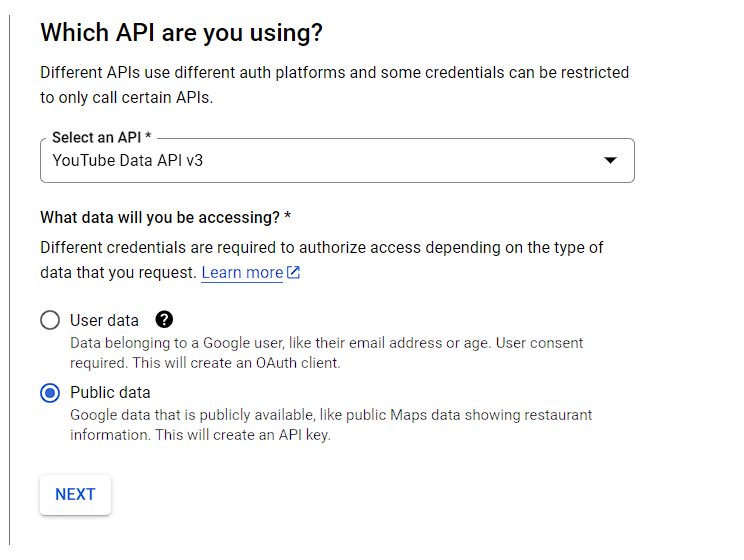 Which API are you using?
Different APIs use different auth platforms and some credentials can be restricted
to only call certain APIs.
Select an API *
YouTube Data API v3
What data will you be accessing? *
Different credentials are required to authorize access depending on the type of
data that you request. Learn more
User data
Data belonging to a Google user, like their email address or age. User consent
required. This will create an OAuth client.
Public data
Google data that is publicly available, like public Maps data showing restaurant
information. This will create an API key.
NEXT